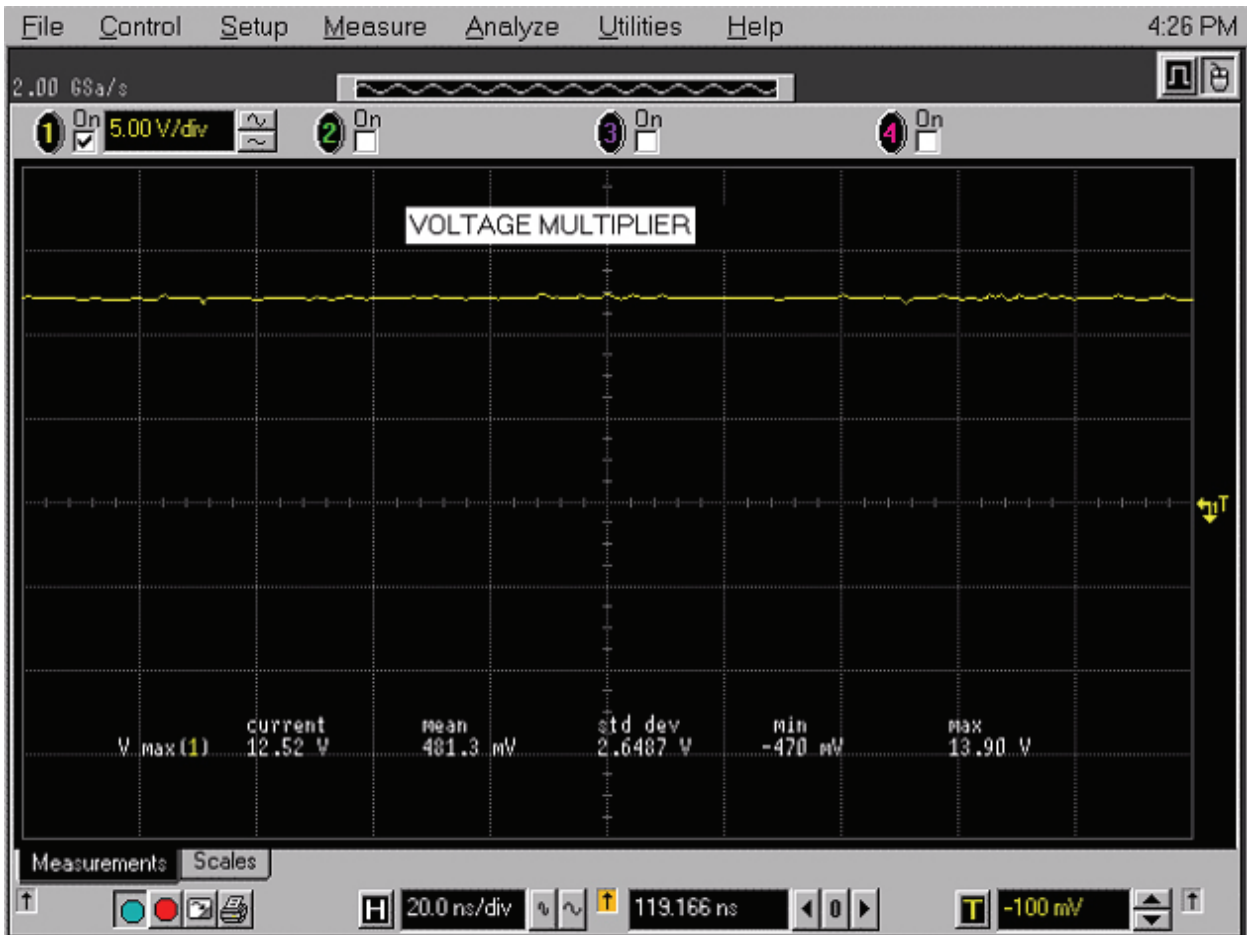 File Control Setup Measure Analyze Utilities Help 4:26 PM
2.00 GSa/s
1 On 5.00 V/div 2 On 3 On 4 On
VOLTAGE MULTIPLIER
T
current mean std dev min max
V max(1) 12.52 V 481.3 mV 2.6487 V -470 mV 13.90 V
Measurements Scales
H 20.0 ns/div 119.166 ns 0 T -100 mV